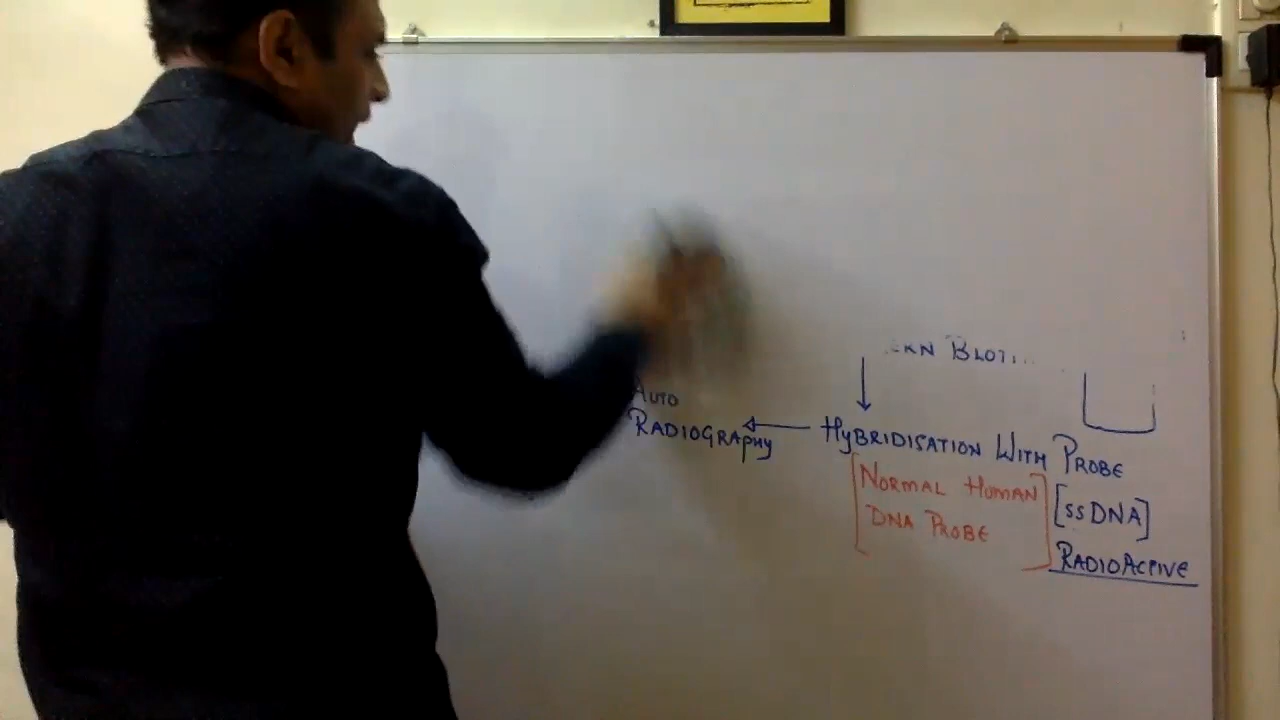 AUTO
RADIOGRAPHY
HYBRIDISATION WITH PROBE
[NORMAL HUMAN
DNA PROBE]
[ssDNA]
RADIOACTIVE